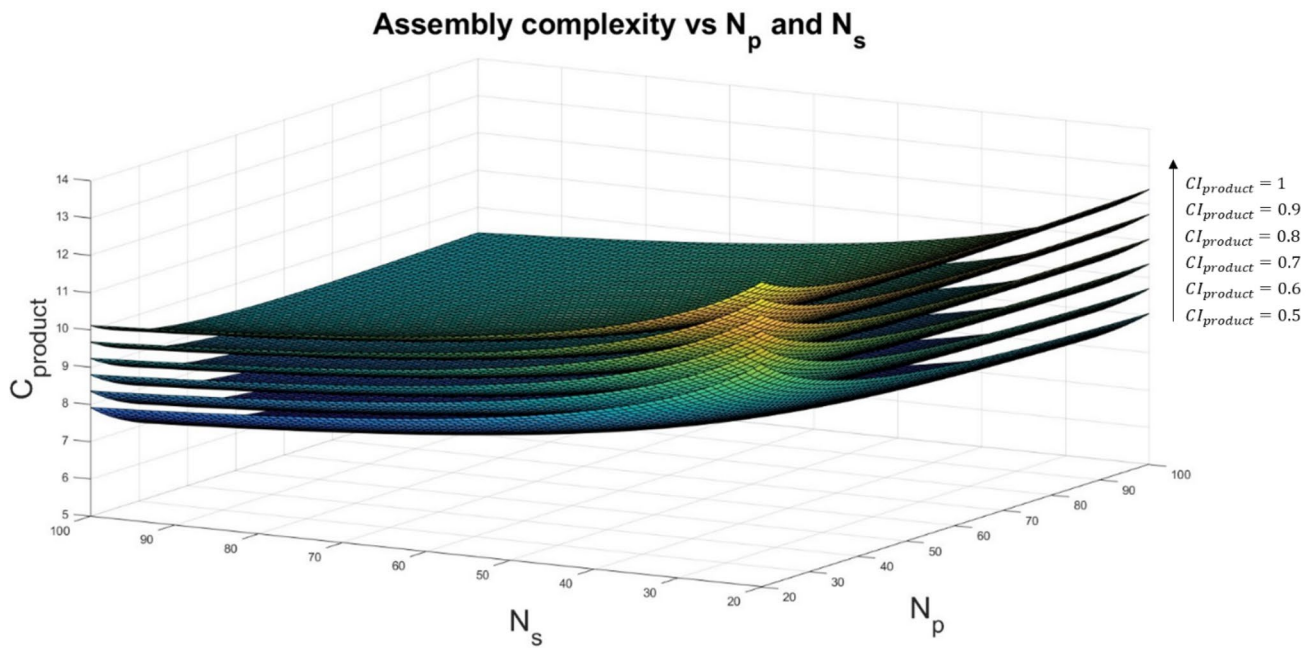 Assembly complexity vs N_p and N_s
C_product
14
13
12
11
10
9
8
7
6
5
100
90
80
70
60
50
40
30
20
N_s
20
30
40
50
60
70
80
90
100
N_p
CI_product = 1
CI_product = 0.9
CI_product = 0.8
CI_product = 0.7
CI_product = 0.6
CI_product = 0.5